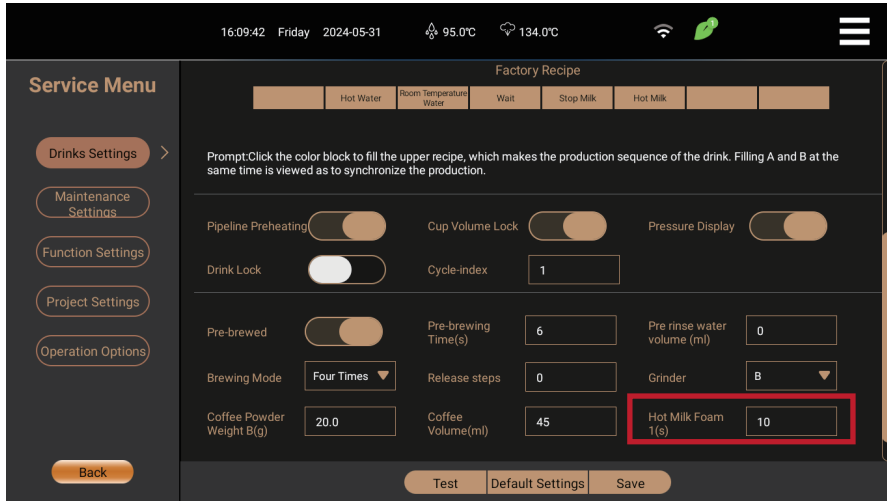 16:09:42 Friday 2024-05-31 95.0℃ 134.0℃ 1
Service Menu
Drinks Settings
Maintenance
Settings
Function Settings
Project Settings
Operation Options
Back
Factory Recipe
Hot Water
Room Temperature
Water
Wait
Stop Milk
Hot Milk
Prompt:Click the color block to fill the upper recipe, which makes the production sequence of the drink. Filling A and B at the
same time is viewed as to synchronize the production.
Pipeline Preheating
Cup Volume Lock
Pressure Display
Drink Lock
Cycle-index
1
Pre-brewed
Pre-brewing
Time(s)
6
Pre rinse water
volume (ml)
0
Brewing Mode
Four Times
Release steps
0
Grinder
B
Coffee Powder
Weight B(g)
20.0
Coffee
Volume(ml)
45
Hot Milk Foam
1(s)
10
Test
Default Settings
Save